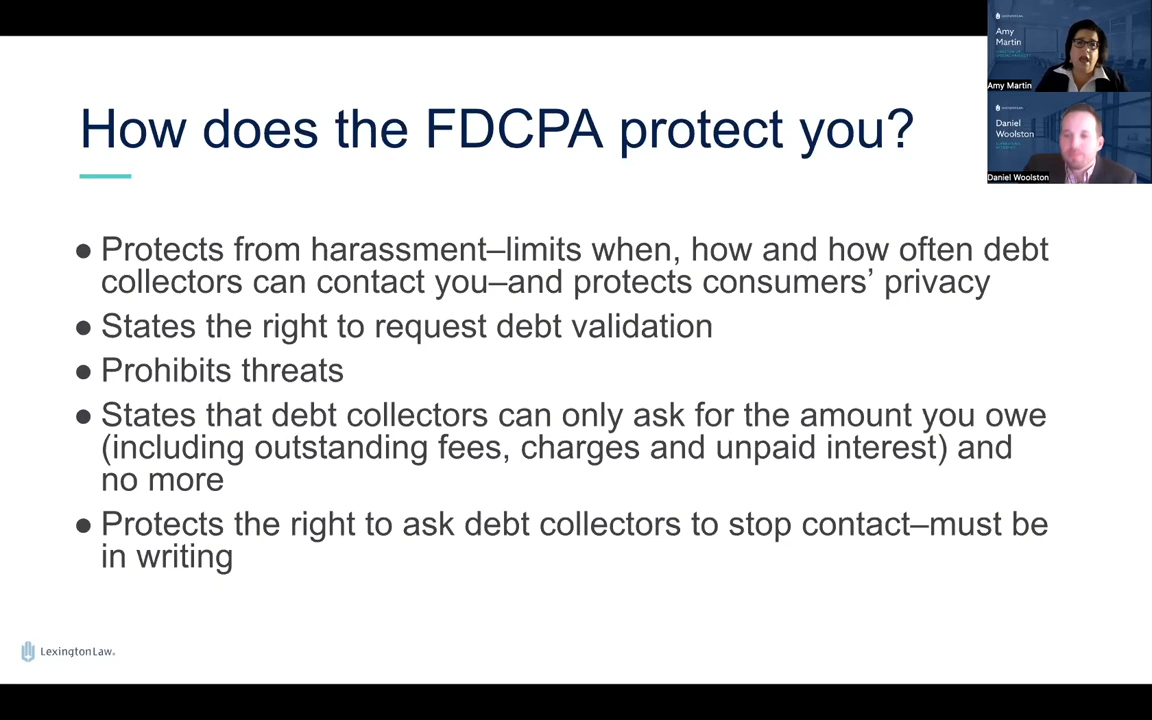 How does the FDCPA protect you?
● Protects from harassment–limits when, how and how often debt
collectors can contact you–and protects consumers’ privacy
● States the right to request debt validation
● Prohibits threats
● States that debt collectors can only ask for the amount you owe
(including outstanding fees, charges and unpaid interest) and
no more
● Protects the right to ask debt collectors to stop contact–must be
in writing
LexingtonLaw
LexingtonLaw
Amy
Martin
Amy Martin
LexingtonLaw
Daniel
Woolston
Daniel Woolston